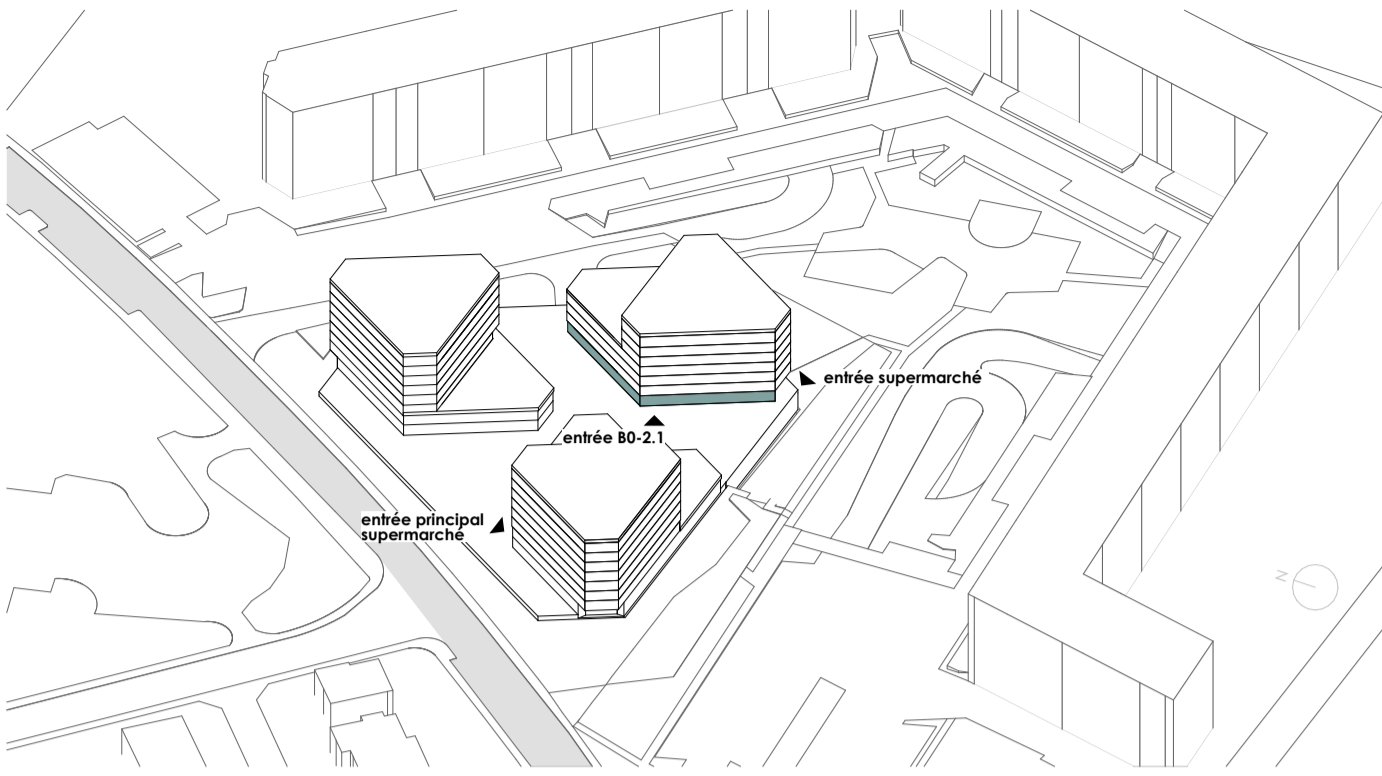 entrée supermarché
entrée B0-2.1
entrée principal
supermarché
N